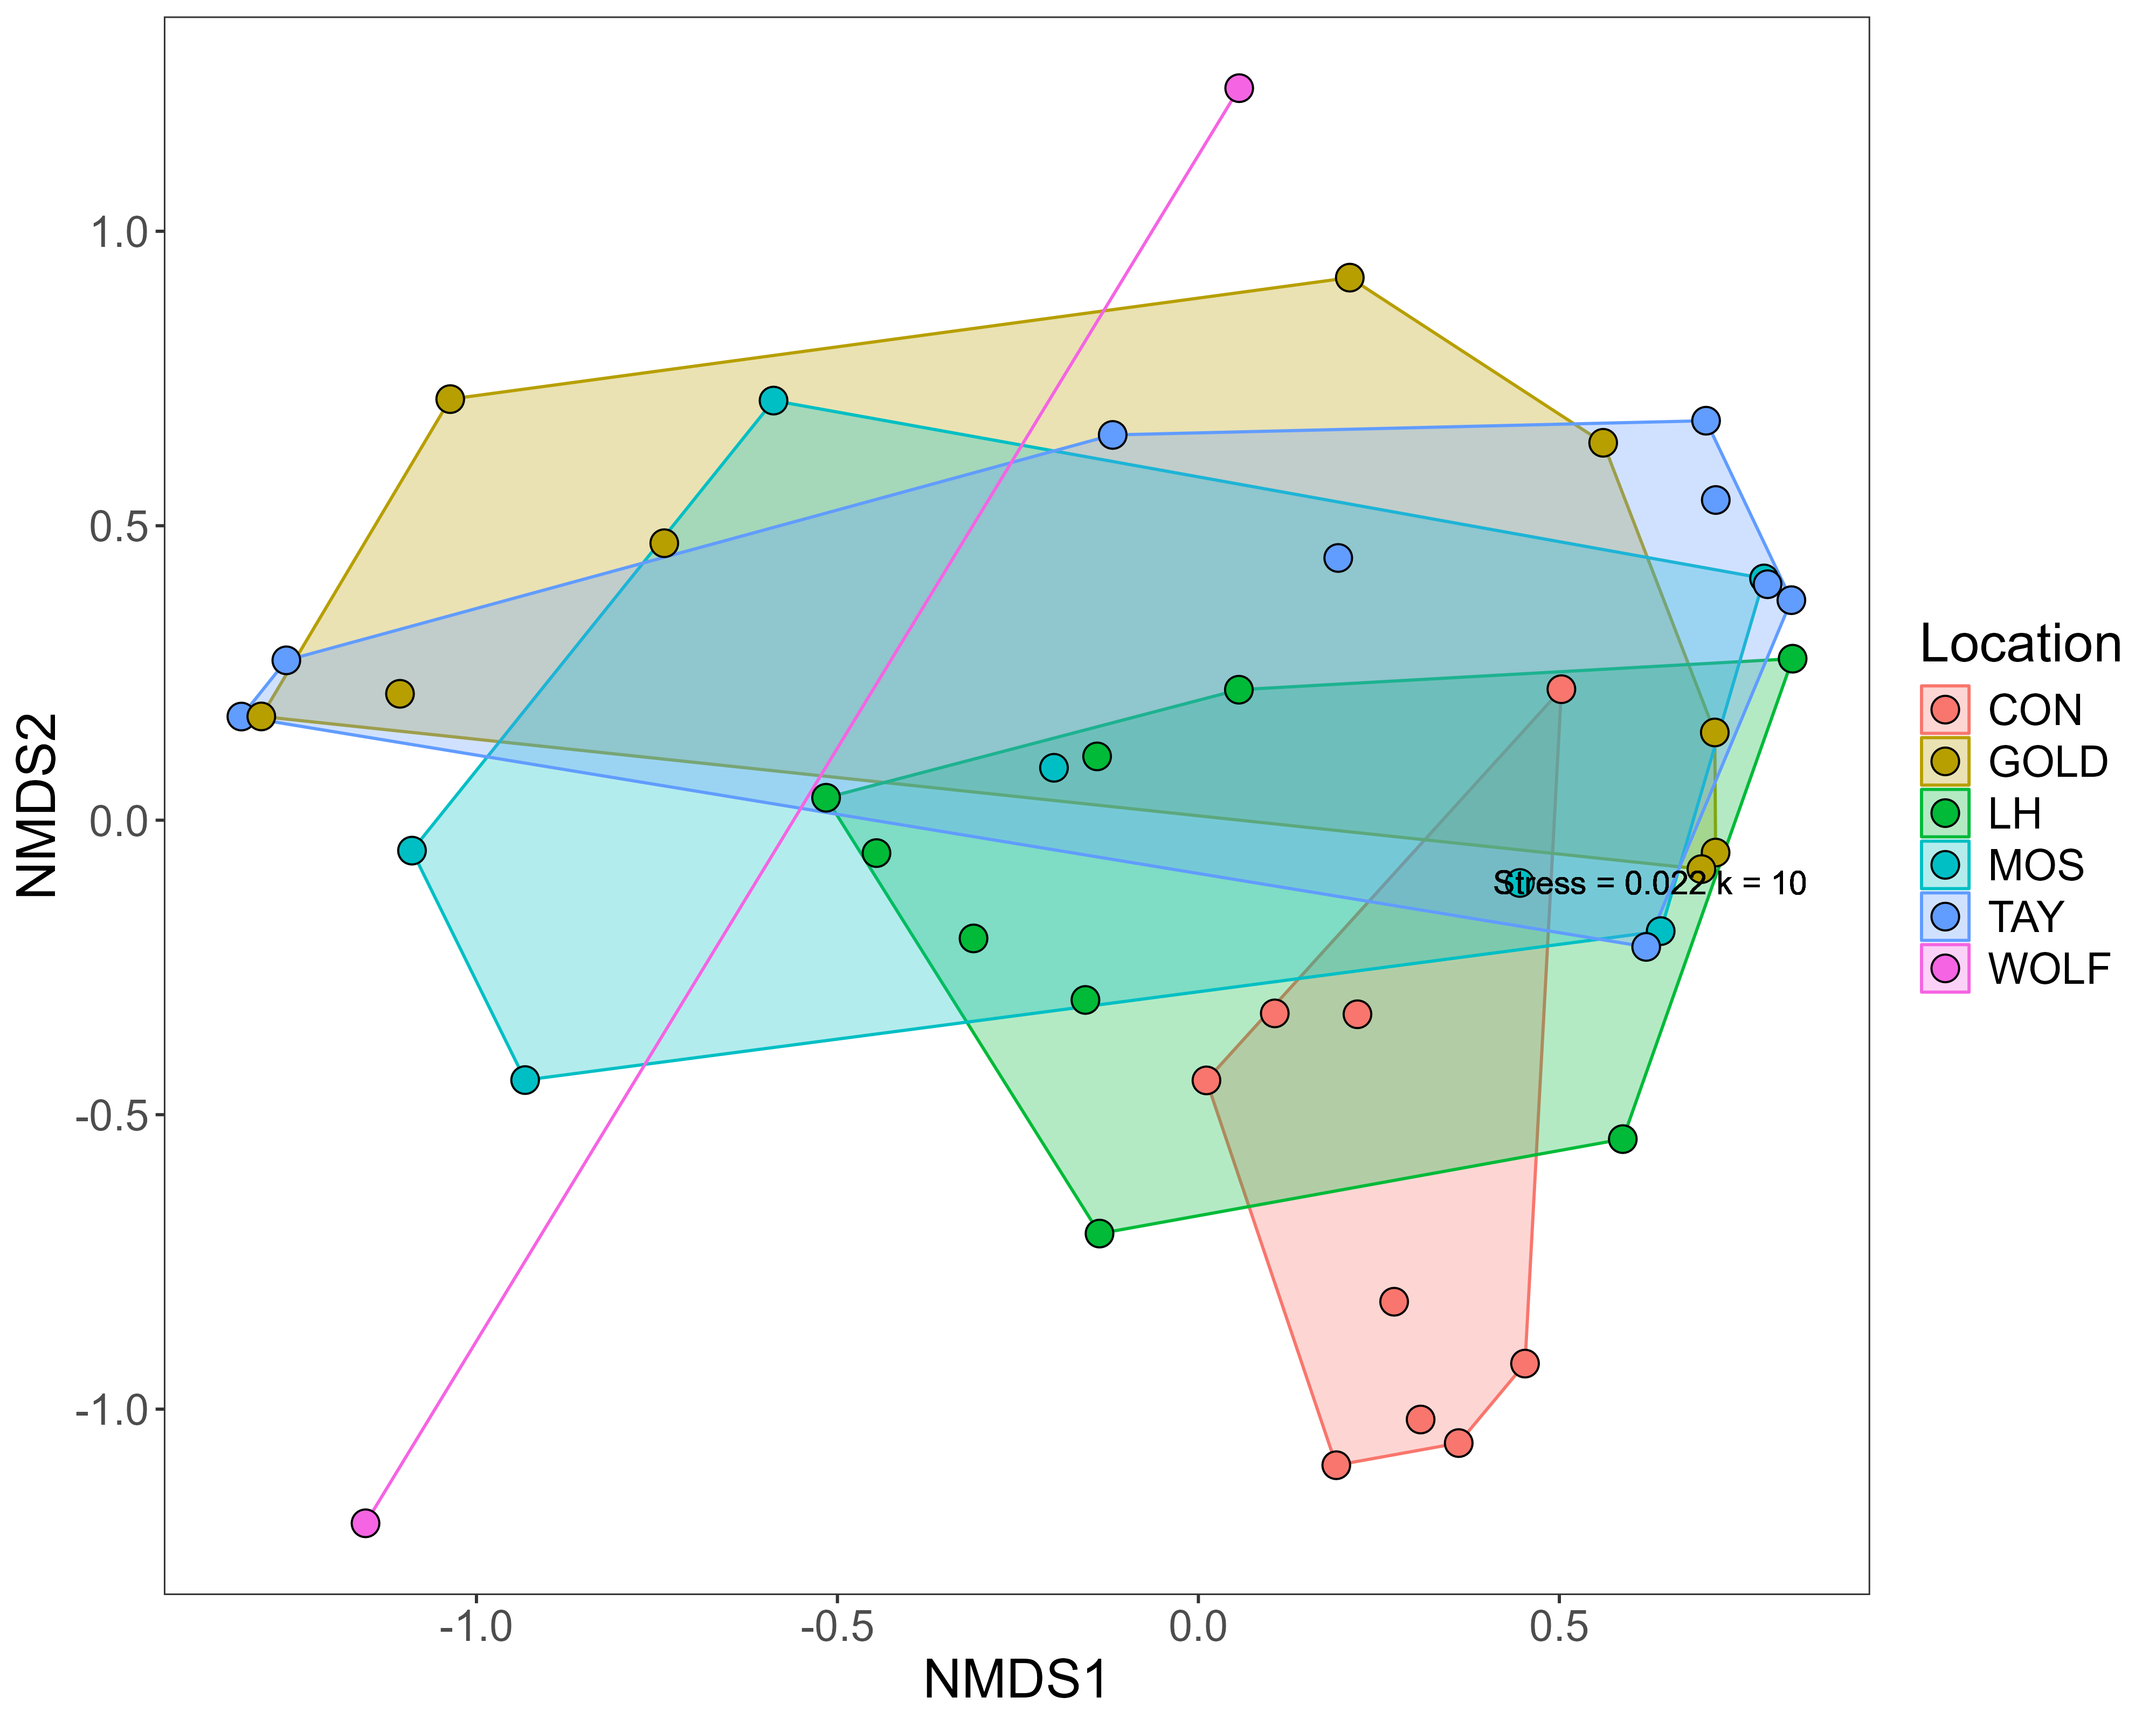 NMDS2
1.0
0.5
0.0
-0.5
-1.0
Stress = 0.022 k = 10
-1.0
-0.5
0.0
0.5
NMDS1
Location
CON
GOLD
LH
MOS
TAY
WOLF